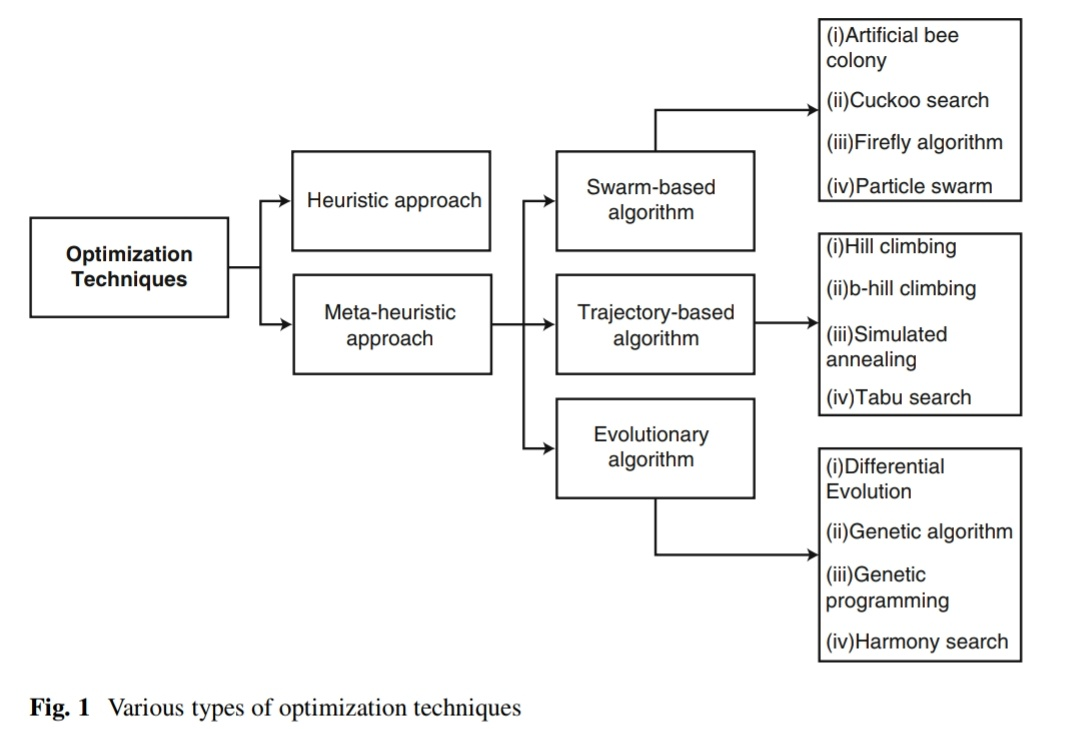 Optimization
Techniques
Heuristic approach
Meta-heuristic
approach
Swarm-based
algorithm
Trajectory-based
algorithm
Evolutionary
algorithm
(i)Artificial bee
colony
(ii)Cuckoo search
(iii)Firefly algorithm
(iv)Particle swarm
(i)Hill climbing
(ii)b-hill climbing
(iii)Simulated
annealing
(iv)Tabu search
(i)Differential
Evolution
(ii)Genetic algorithm
(iii)Genetic
programming
(iv)Harmony search
Fig. 1 Various types of optimization techniques